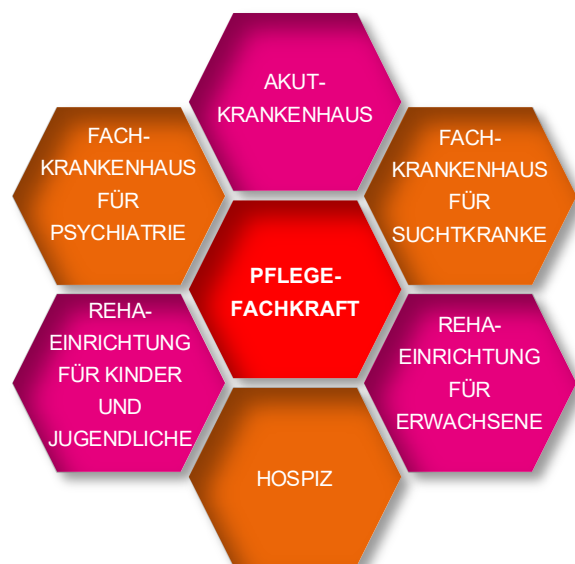 AKUT-
KRANKENHAUS
FACH-
KRANKENHAUS
FÜR
PSYCHIATRIE
FACH-
KRANKENHAUS
FÜR
SUCHTKRANKE
PFLEGE-
FACHKRAFT
REHA-
EINRICHTUNG
FÜR KINDER
UND
JUGENDLICHE
REHA-
EINRICHTUNG
FÜR
ERWACHSENE
HOSPIZ